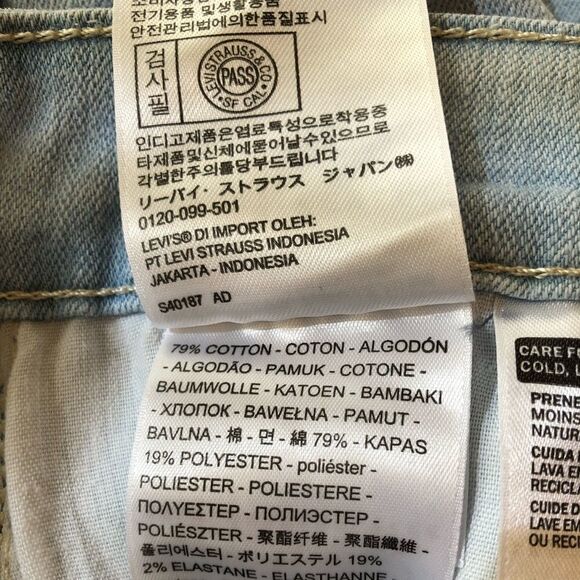 전기용품 및 생활용품
안전관리법에 의한 품질표시
검사필
LEVI STRAUSS & CO
PASS
SF CAL
인디고제품은 염료특성으로 착용중
타제품 및 신체에 묻어날 수 있으니
각별한 주의를 당부드립니다
リーバイ・ストラウス ジャパン㈱
0120-099-501
LEVI'S® DI IMPORT OLEH:
PT LEVI STRAUSS INDONESIA
JAKARTA - INDONESIA
S40187 AD
79% COTTON - COTON - ALGODÓN
- ALGODÃO - PAMUK - COTONE -
BAUMWOLLE - KATOEN - BAMBAKI
- ХЛОПОК - BAWEŁNA - PAMUT -
BAVLNA - 棉 - 면 - 綿 79% - KAPAS
19% POLYESTER - poliéster -
POLIESTER - POLIESTERE -
ΠΟΛΥΕΣΤΕΡ - ПОЛИЭСТЕР -
POLIÉSZTER - 聚酯纤维 - 聚酯纖維 -
폴리에스터 - ポリエステル 19% -
2% ELASTANE - ELASTHANNE
CARE FO
COLD, L
PRENE
MOINS
NATUR
CUIDA
LAVA EN
RECICLA
CUIDE D
LAVE EM
OU RECI